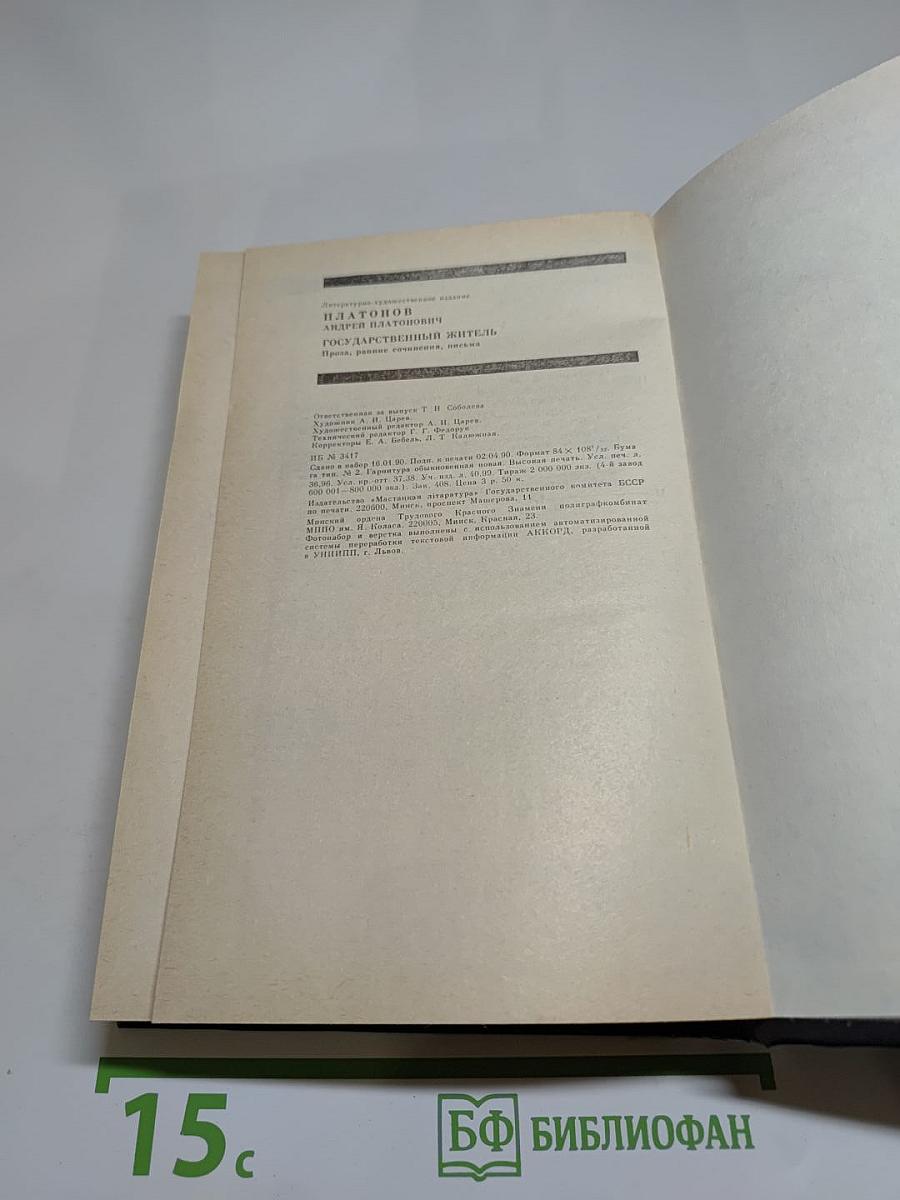 Литературно-художественное издание
ПЛАТОНОВ
АНДРЕЙ ПЛАТОНОВИЧ
ГОСУДАРСТВЕННЫЙ ЖИТЕЛЬ
Проза, ранние сочинения, письма
Ответственная за выпуск Т. Н. Соболева
Художник А. И. Царев.
Художественный редактор А. И. Царев.
Технический редактор Г. Г. Федорук
Корректоры Е. А. Бебель, Л. Т. Калюжная.
ИБ № 3417
Сдано в набор 16.01.90. Подп. к печати 02.04.90. Формат 84×108¹/₃₂. Бума
га тип. № 2. Гарнитура обыкновенная новая. Высокая печать. Усл. печ. л.
36,96. Усл. кр.-отт 37,38. Уч. изд. л. 40,99. Тираж 2 000 000 экз. (4-й завод
600 001—800 000 экз.). Зак. 408. Цена 3 р. 50 к.
Издательство «Мастацкая літаратура» Государственного комитета БССР
по печати. 220600, Минск, проспект Машерова, 11
Минский ордена Трудового Красного Знамени полиграфкомбинат
МППО им. Я. Коласа. 220005, Минск, Красная, 23.
Фотонабор и верстка выполнены с использованием автоматизированной
системы переработки текстовой информации АККОРД, разработанной
в УНИИПП, г. Львов.
15 с
БФ БИБЛИОФАН